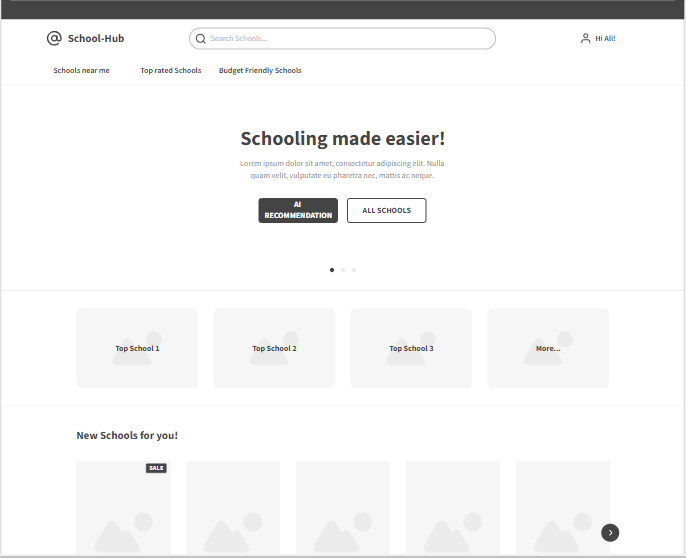 School-Hub
Search Schools...
Hi Ali!
Schools near me
Top rated Schools
Budget Friendly Schools
Schooling made easier!
Lorem ipsum dolor sit amet, consectetur adipiscing elit. Nulla
quam velit, vulputate eu pharetra nec, mattis ac neque.
AI
RECOMMENDATION
ALL SCHOOLS
Top School 1
Top School 2
Top School 3
More...
New Schools for you!
SALE